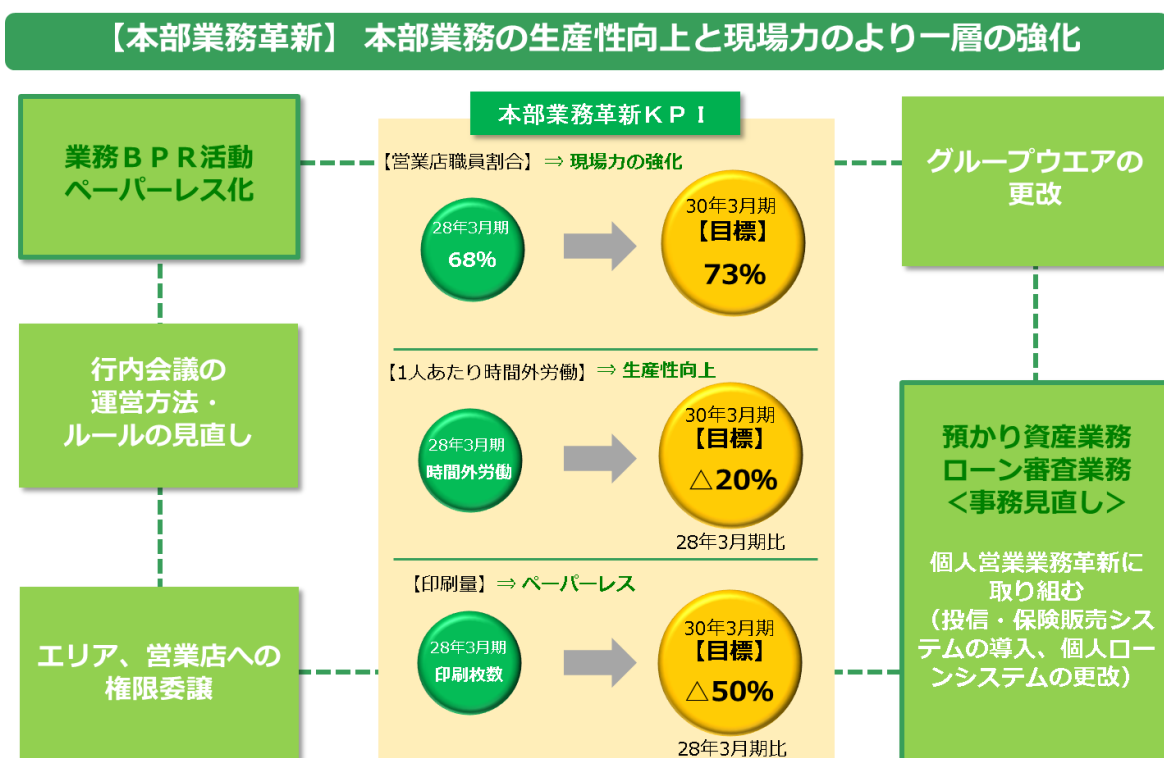 【本部業務革新】 本部業務の生産性向上と現場力のより一層の強化
業務ＢＰＲ活動
ペーパーレス化
行内会議の
運営方法・
ルールの見直し
エリア、営業店への
権限委譲
本部業務革新ＫＰＩ
【営業店職員割合】 ⇒ 現場力の強化
28年3月期
68%
30年3月期
【目標】
73%
【1人あたり時間外労働】 ⇒ 生産性向上
28年3月期
時間外労働
30年3月期
【目標】
△20%
28年3月期比
【印刷量】 ⇒ ペーパーレス
28年3月期
印刷枚数
30年3月期
【目標】
△50%
28年3月期比
グループウエアの
更改
預かり資産業務
ローン審査業務
<事務見直し>
個人営業業務革新に
取り組む
（投信・保険販売シス
テムの導入、個人ロー
ンシステムの更改）